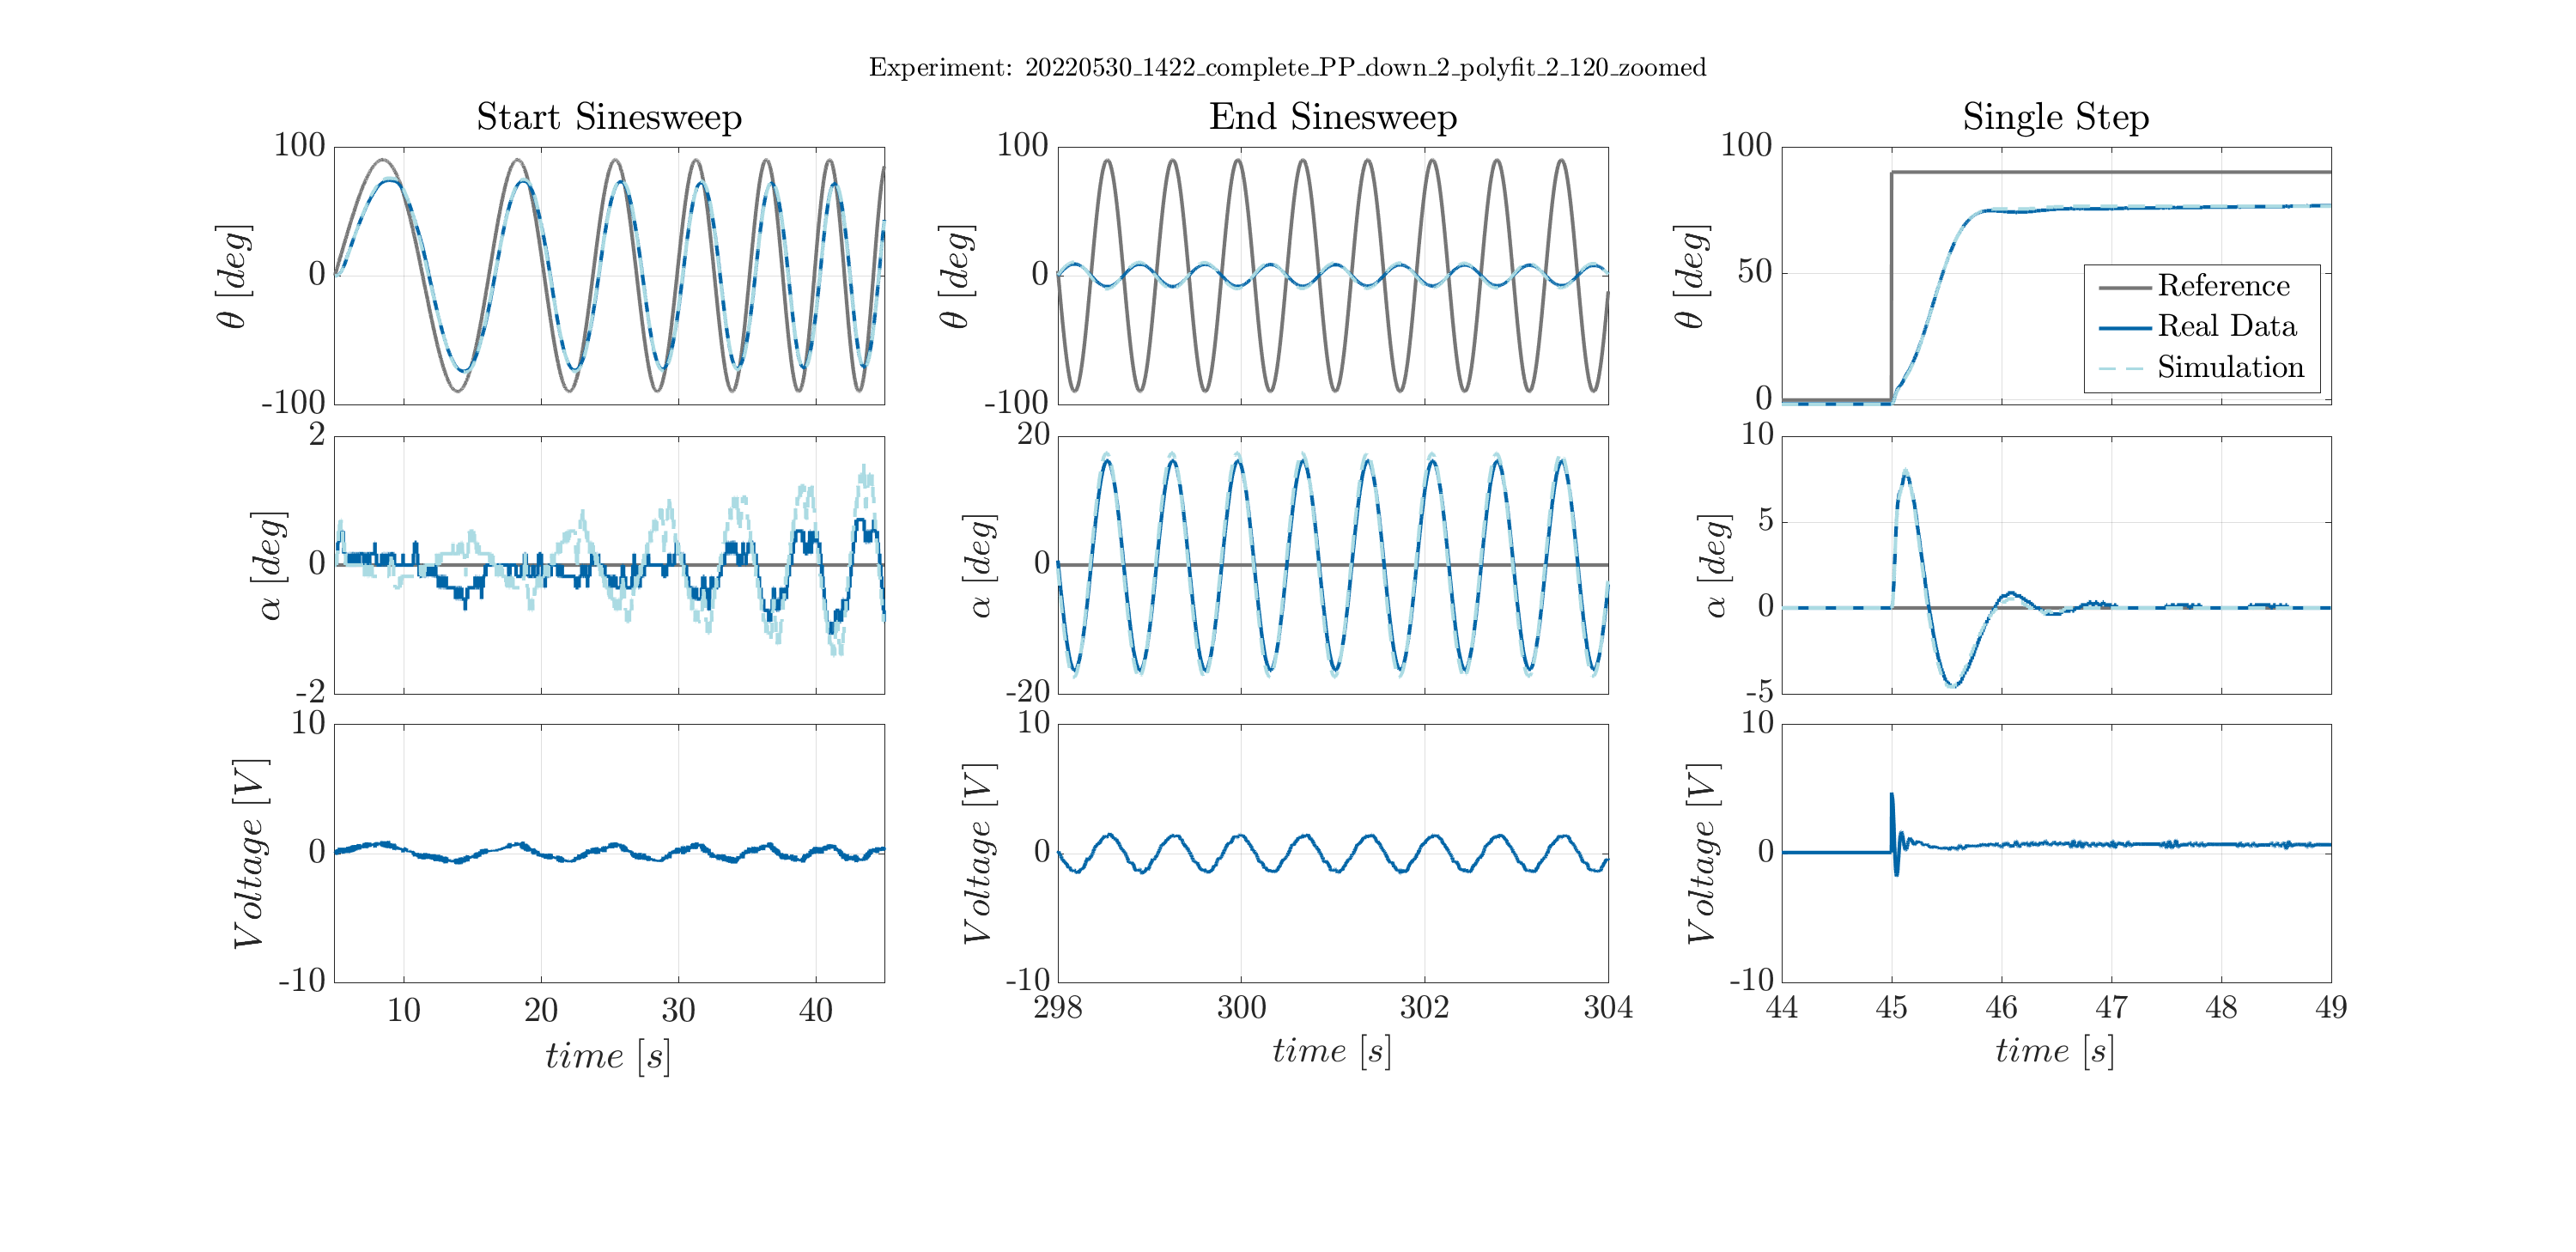 Experiment: 20220530_1422_complete_PP_down_2_polyfit_2_120_zoomed
Start Sinesweep
End Sinesweep
Single Step
100
0
-100
θ [deg]
100
0
-100
θ [deg]
100
50
0
θ [deg]
Reference
Real Data
Simulation
2
0
-2
α [deg]
20
0
-20
α [deg]
10
5
0
-5
α [deg]
10
0
-10
Voltage [V]
10 20 30 40
time [s]
10
0
-10
Voltage [V]
298 300 302 304
time [s]
10
0
-10
Voltage [V]
44 45 46 47 48 49
time [s]